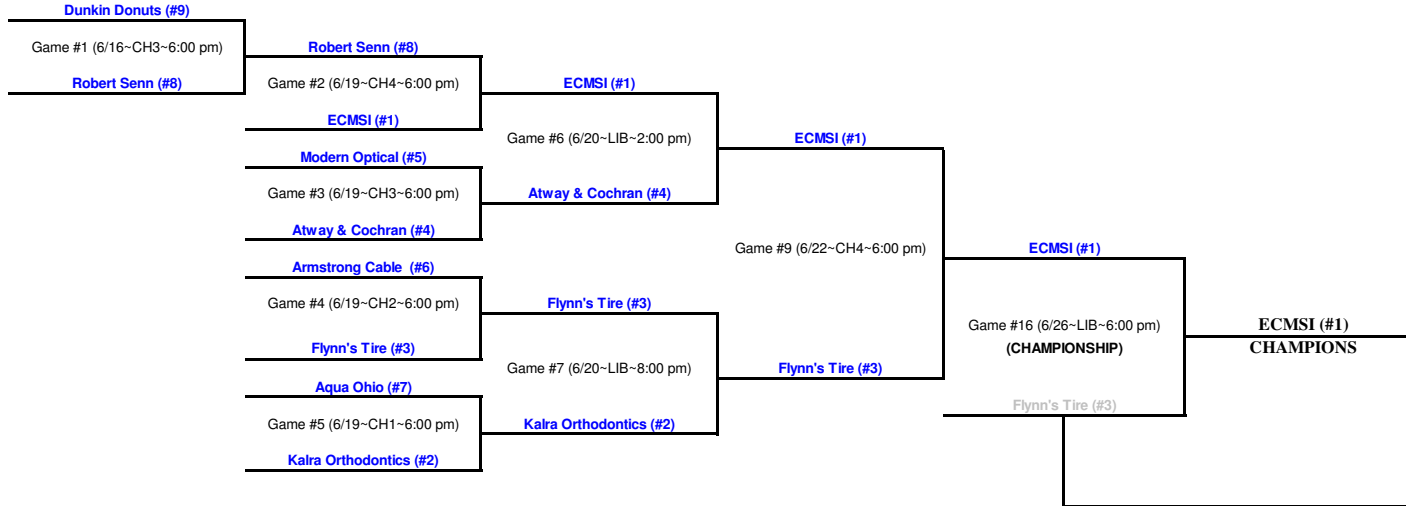 Dunkin Donuts (#9)
Game #1 (6/16~CH3~6:00 pm)
Robert Senn (#8)
Robert Senn (#8)
Game #2 (6/19~CH4~6:00 pm)
ECMSI (#1)
Modern Optical (#5)
Game #3 (6/19~CH3~6:00 pm)
Atway & Cochran (#4)
Armstrong Cable (#6)
Game #4 (6/19~CH2~6:00 pm)
Flynn's Tire (#3)
Aqua Ohio (#7)
Game #5 (6/19~CH1~6:00 pm)
Kalra Orthodontics (#2)
ECMSI (#1)
Game #6 (6/20~LIB~2:00 pm)
Atway & Cochran (#4)
Flynn's Tire (#3)
Game #7 (6/20~LIB~8:00 pm)
Kalra Orthodontics (#2)
ECMSI (#1)
Game #9 (6/22~CH4~6:00 pm)
Flynn's Tire (#3)
ECMSI (#1)
Game #16 (6/26~LIB~6:00 pm)
(CHAMPIONSHIP)
Flynn's Tire (#3)
ECMSI (#1)
CHAMPIONS